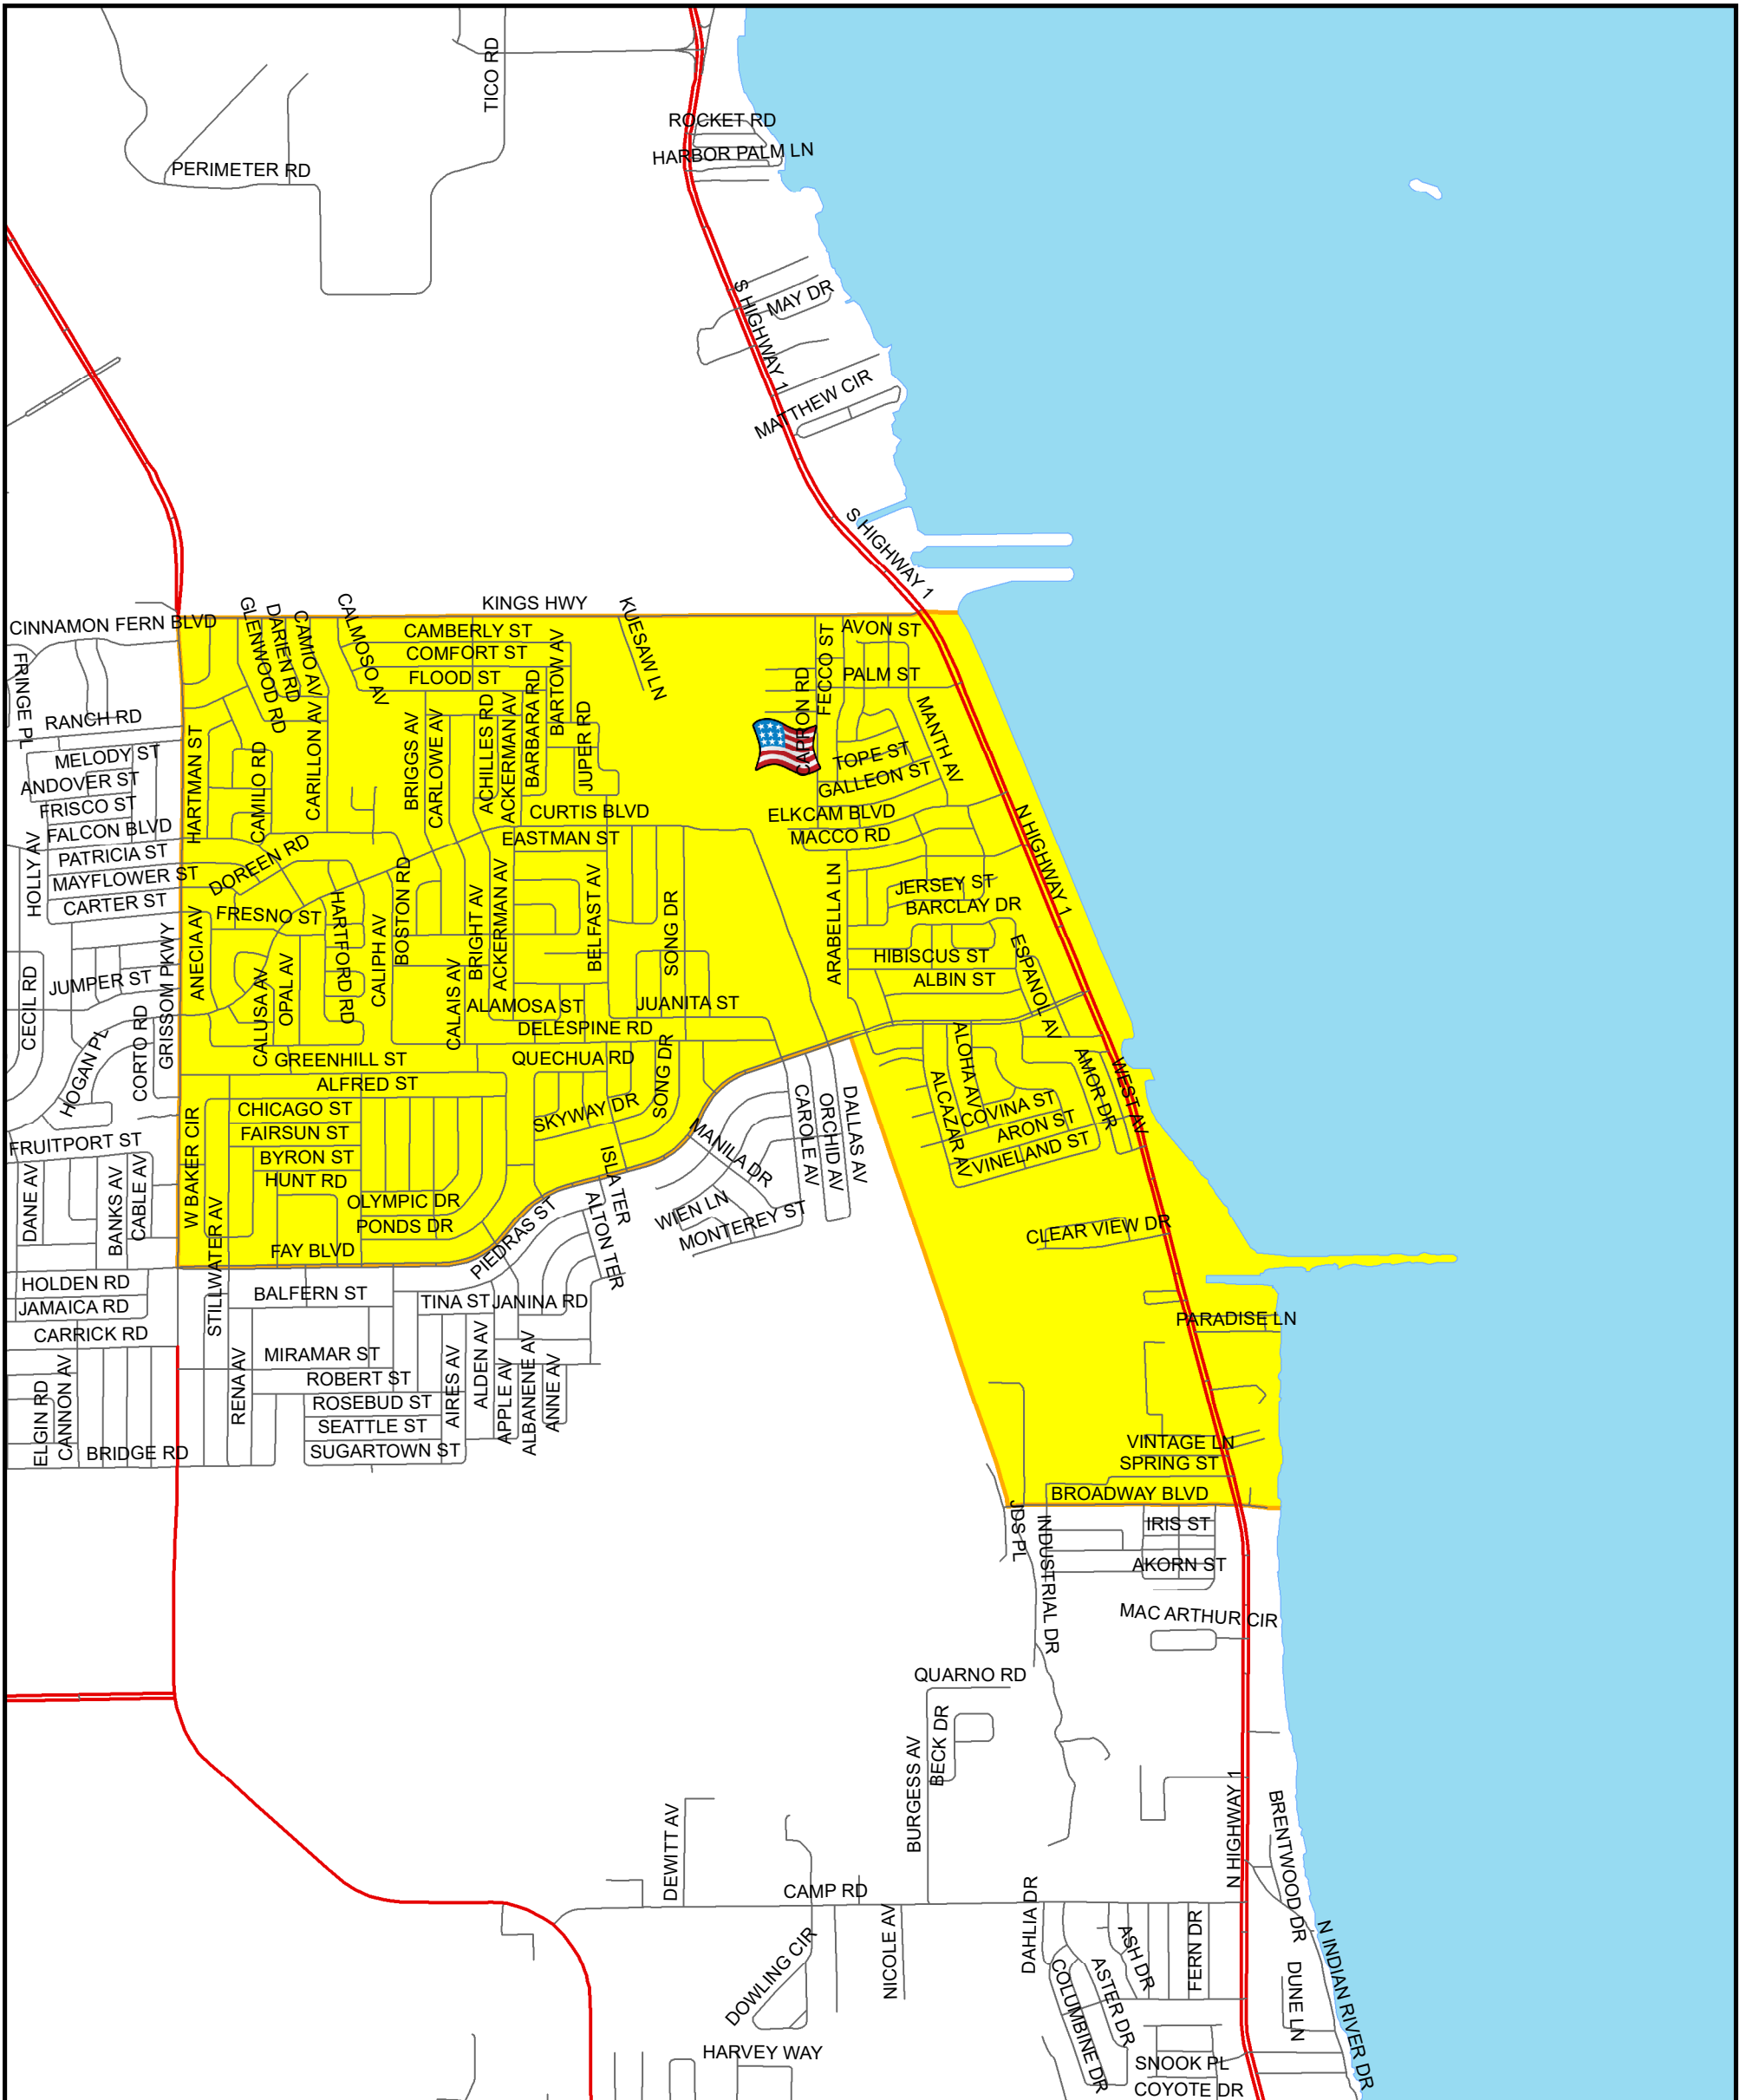 TICO RD
ROCKET RD
HARBOR PALM LN
PERIMETER RD
MAY DR
S HIGHWAY 1
MATTHEW CIR
S HIGHWAY 1
KINGS HWY
CINNAMON FERN BLVD
GLENWOOD RD
DARIEN RD
CAMIO AV
CALMOSO AV
CAMBERLY ST
COMFORT ST
FLOOD ST
BARTOW AV
KUESAW LN
FECCO ST
AVON ST
PALM ST
CAPRON RD
MANTH AV
FRINGE PL
RANCH RD
MELODY ST
ANDOVER ST
FRISCO ST
FALCON BLVD
PATRICIA ST
MAYFLOWER ST
CARTER ST
HOLLY AV
HARTMAN ST
CAMILO RD
CARILLON AV
BRIGGS AV
CARLOWE AV
ACHILLES RD
ACKERMAN AV
BARBARA RD
JUPER RD
TOPE ST
GALLEON ST
CURTIS BLVD
EASTMAN ST
ELKCAM BLVD
MACCO RD
N HIGHWAY 1
DOREEN RD
FRESNO ST
HARTFORD RD
CALIPH AV
BOSTON RD
BRIGHT AV
ACKERMAN AV
BELFAST AV
SONG DR
ARABELLA LN
JERSEY ST
BARCLAY DR
HIBISCUS ST
ALBIN ST
ESPANOL AV
ANECIA AV
GRISSOM PKWY
CECIL RD
JUMPER ST
CORTO RD
HOGAN PL
CALUSA AV
OPAL AV
CALAIS AV
ALAMOSA ST
JUANITA ST
DELESPINE RD
GREENHILL ST
QUECHUA RD
SONG DR
ALFRED ST
CHICAGO ST
FAIRSUN ST
BYRON ST
HUNT RD
OLYMPIC DR
PONDS DR
FAY BLVD
SKYWAY DR
ISLA TER
ALTON TER
PIEDRAS ST
MANILA DR
WIEN LN
MONTEREY ST
CAROLE AV
ORCHID AV
DALLAS AV
ALOHA AV
ALCAZAR AV
COVINA ST
ARON ST
VINELAND ST
AMOR DR
WEST AV
CLEAR VIEW DR
PARADISE LN
VINTAGE LN
SPRING ST
BROADWAY BLVD
FRUITPORT ST
DANE AV
BANKS AV
CABLE AV
W BAKER CIR
STILLWATER AV
HOLDEN RD
JAMAICA RD
CARRICK RD
ELGIN RD
CANNON AV
BRIDGE RD
BALFERN ST
TINA ST
JANINA RD
MIRAMAR ST
ROBERT ST
ROSEBUD ST
SEATTLE ST
SUGARTOWN ST
RENA AV
AIRES AV
ALDEN AV
APPLE AV
ALBANENE AV
ANNE AV
JDS PL
INDUSTRIAL DR
IRIS ST
AKORN ST
MAC ARTHUR CIR
QUARNO RD
BECK DR
BURGESS AV
N HIGHWAY 1
BRENTWOOD DR
DEWITT AV
CAMP RD
DOWLING CIR
NICOLE AV
DAHLIA DR
COLUMBINE DR
ASTER DR
ASH DR
FERN DR
DUNE LN
N INDIAN RIVER DR
HARVEY WAY
SNOOK PL
COYOTE DR